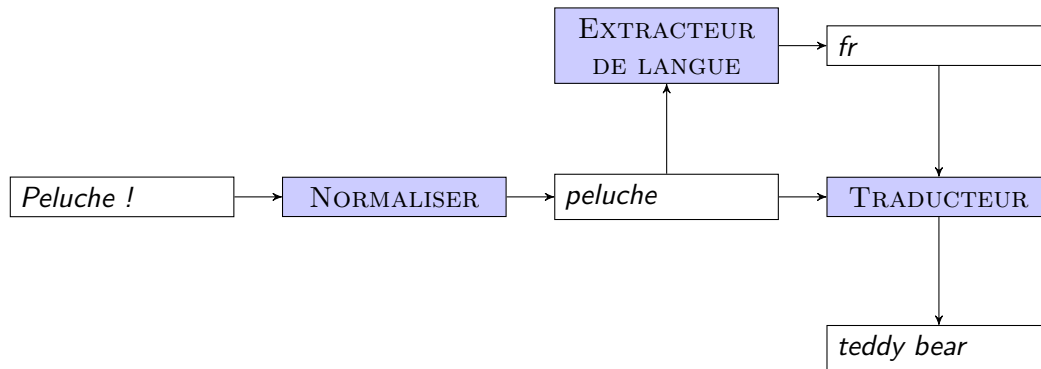 EXTRACTEUR
DE LANGUE
fr
Peluche !
NORMALISER
peluche
TRADUCTEUR
teddy bear